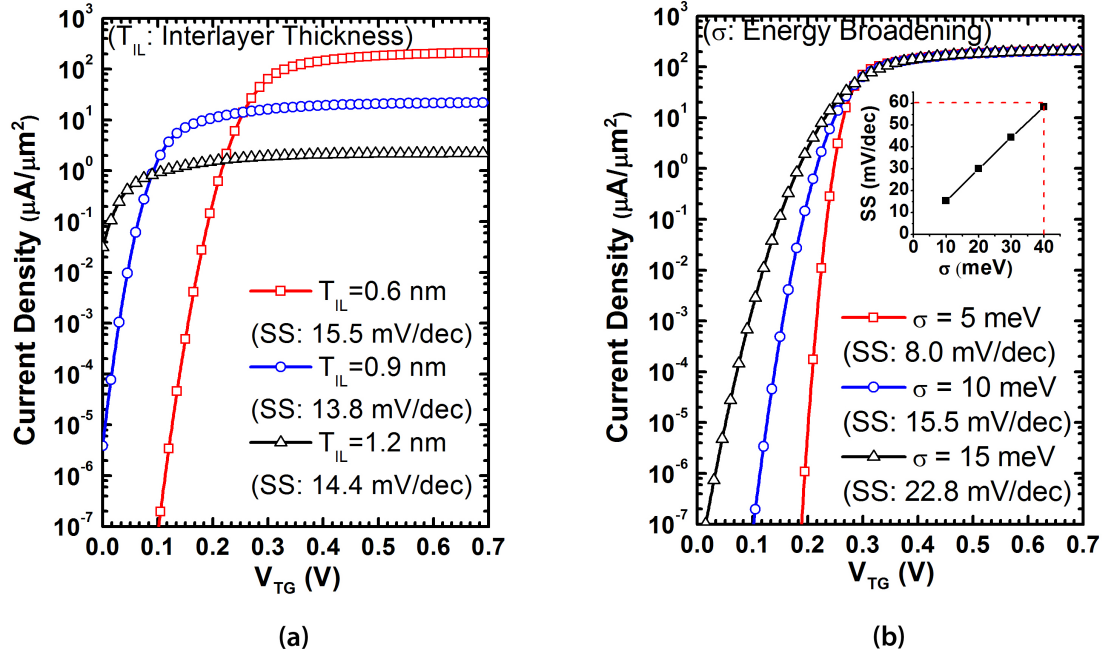 (T_IL: Interlayer Thickness)
Current Density (μA/μm²)
10³
10²
10¹
10⁰
10⁻¹
10⁻²
10⁻³
10⁻⁴
10⁻⁵
10⁻⁶
10⁻⁷
T_IL=0.6 nm
(SS: 15.5 mV/dec)
T_IL=0.9 nm
(SS: 13.8 mV/dec)
T_IL=1.2 nm
(SS: 14.4 mV/dec)
0.0 0.1 0.2 0.3 0.4 0.5 0.6 0.7
V_TG (V)
(a)
(σ: Energy Broadening)
Current Density (μA/μm²)
10³
10²
10¹
10⁰
10⁻¹
10⁻²
10⁻³
10⁻⁴
10⁻⁵
10⁻⁶
10⁻⁷
SS (mV/dec)
60
50
40
30
20
10
0
0 10 20 30 40
σ (meV)
σ = 5 meV
(SS: 8.0 mV/dec)
σ = 10 meV
(SS: 15.5 mV/dec)
σ = 15 meV
(SS: 22.8 mV/dec)
0.0 0.1 0.2 0.3 0.4 0.5 0.6 0.7
V_TG (V)
(b)